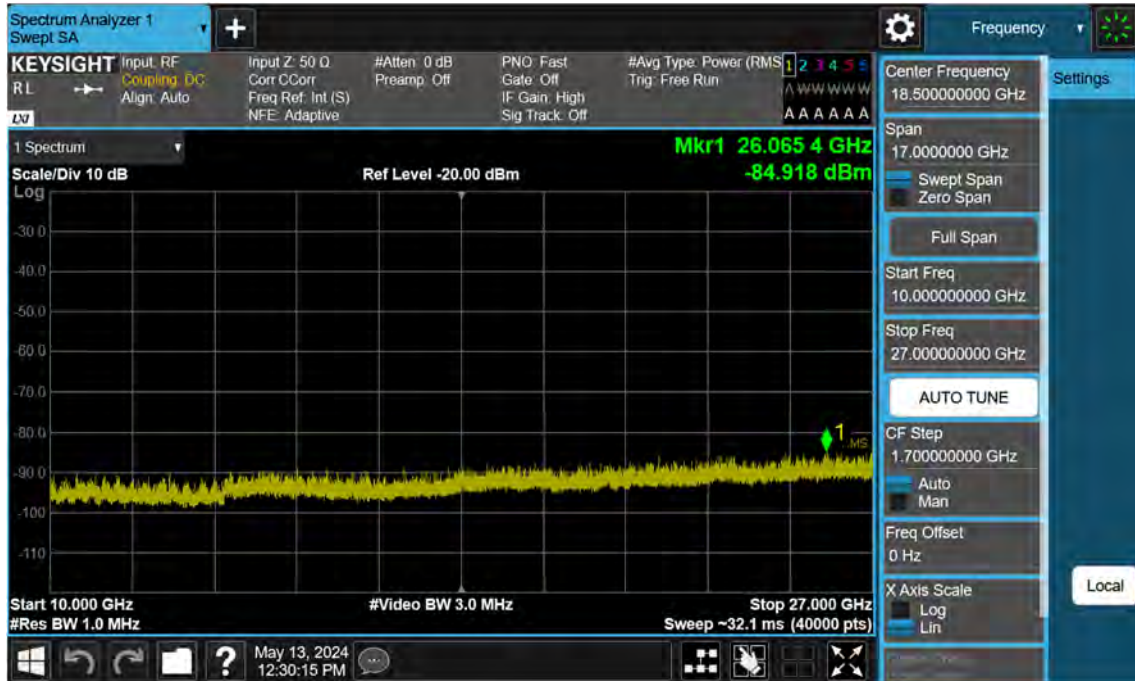 Spectrum Analyzer 1
Swept SA
+
Frequency
KEYSIGHT
RL
LXI
Input: RF
Coupling: DC
Align: Auto
Input Z: 50 Ω
Corr CCorr
Freq Ref: Int (S)
NFE: Adaptive
#Atten: 0 dB
Preamp: Off
PNO: Fast
Gate: Off
IF Gain: High
Sig Track: Off
#Avg Type: Power (RMS
Trig: Free Run
1 2 3 4 5 6
A W W W W W
A A A A A A
Center Frequency
18.500000000 GHz
Settings
Span
17.0000000 GHz
Swept Span
Zero Span
Full Span
Start Freq
10.000000000 GHz
Stop Freq
27.000000000 GHz
AUTO TUNE
CF Step
1.700000000 GHz
Auto
Man
Freq Offset
0 Hz
X Axis Scale
Log
Lin
Local
1 Spectrum
Scale/Div 10 dB
Ref Level -20.00 dBm
Mkr1 26.065 4 GHz
-84.918 dBm
Log
-30.0
-40.0
-50.0
-60.0
-70.0
-80.0
-90.0
-100
-110
1
Start 10.000 GHz
#Res BW 1.0 MHz
#Video BW 3.0 MHz
Stop 27.000 GHz
Sweep ~32.1 ms (40000 pts)
?
May 13, 2024
12:30:15 PM